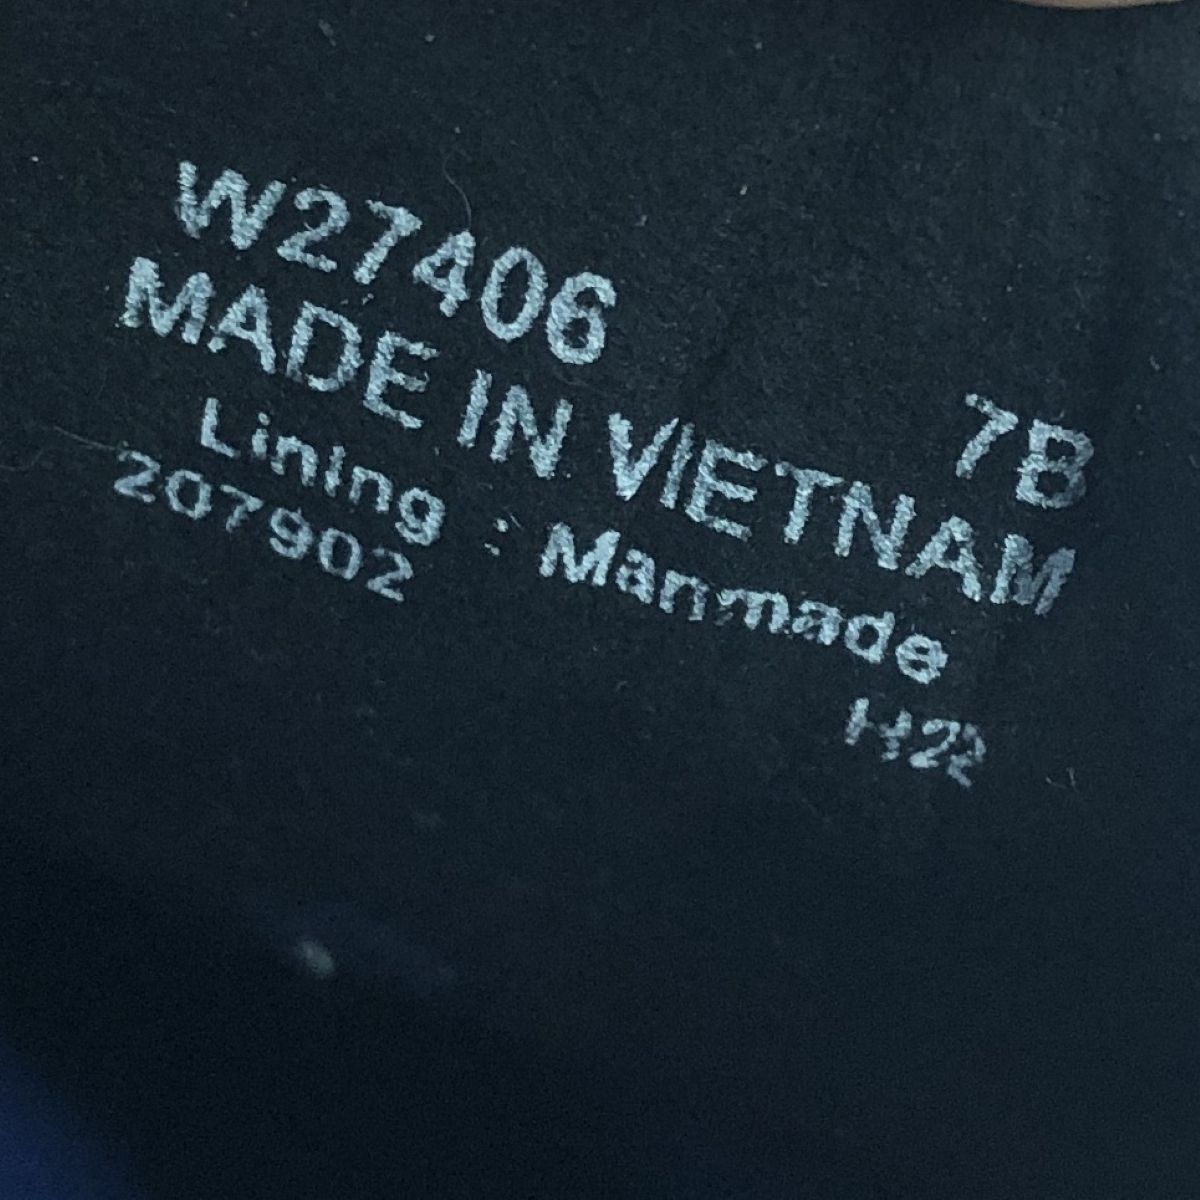 W27406 7B
MADE IN VIETNAM
Lining : Manmade
207902 H22